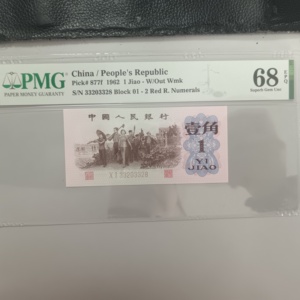 PMG
PAPER MONEY GUARANTY
China / People's Republic
Pick# 877f 1962 1 Jiao - W/Out Wmk
S/N 33203328 Block 01 - 2 Red R. Numerals
68 EPQ
Superb Gem Unc
中国人民银行
壹角
1
YI
JIAO